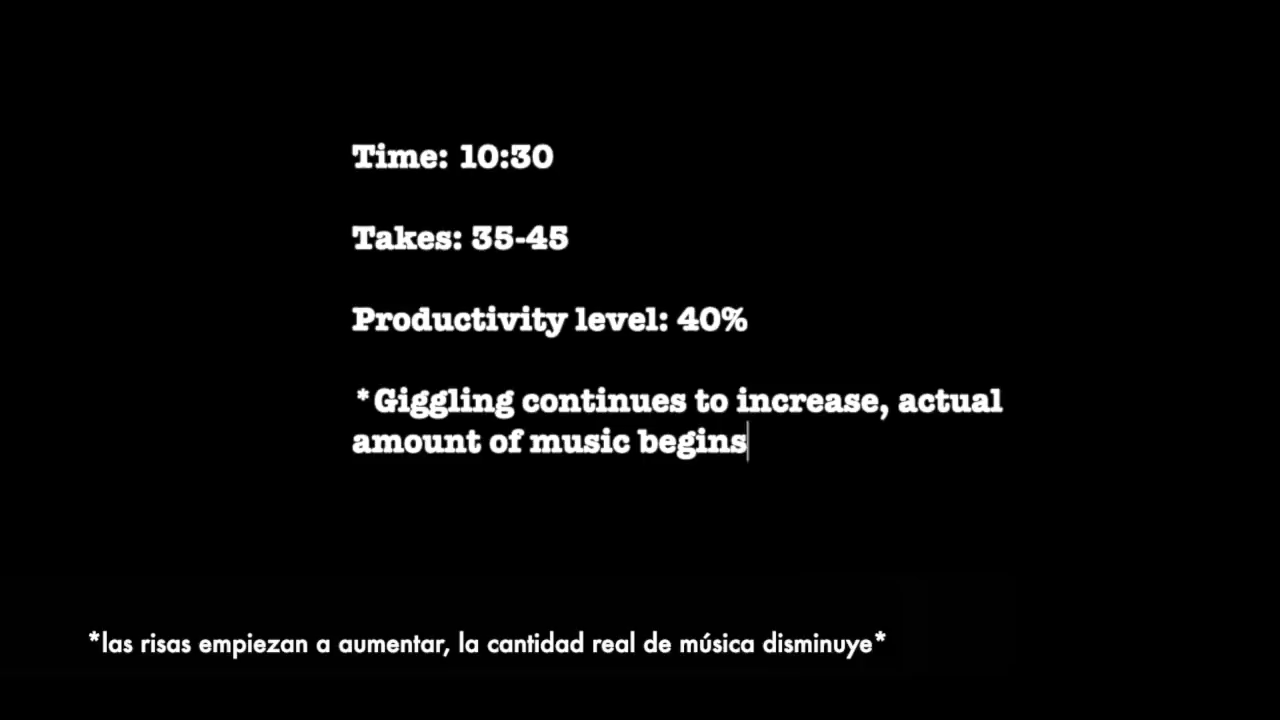 Time: 10:30
Takes: 35-45
Productivity level: 40%
*Giggling continues to increase, actual
amount of music begins
*las risas empiezan a aumentar, la cantidad real de música disminuye*